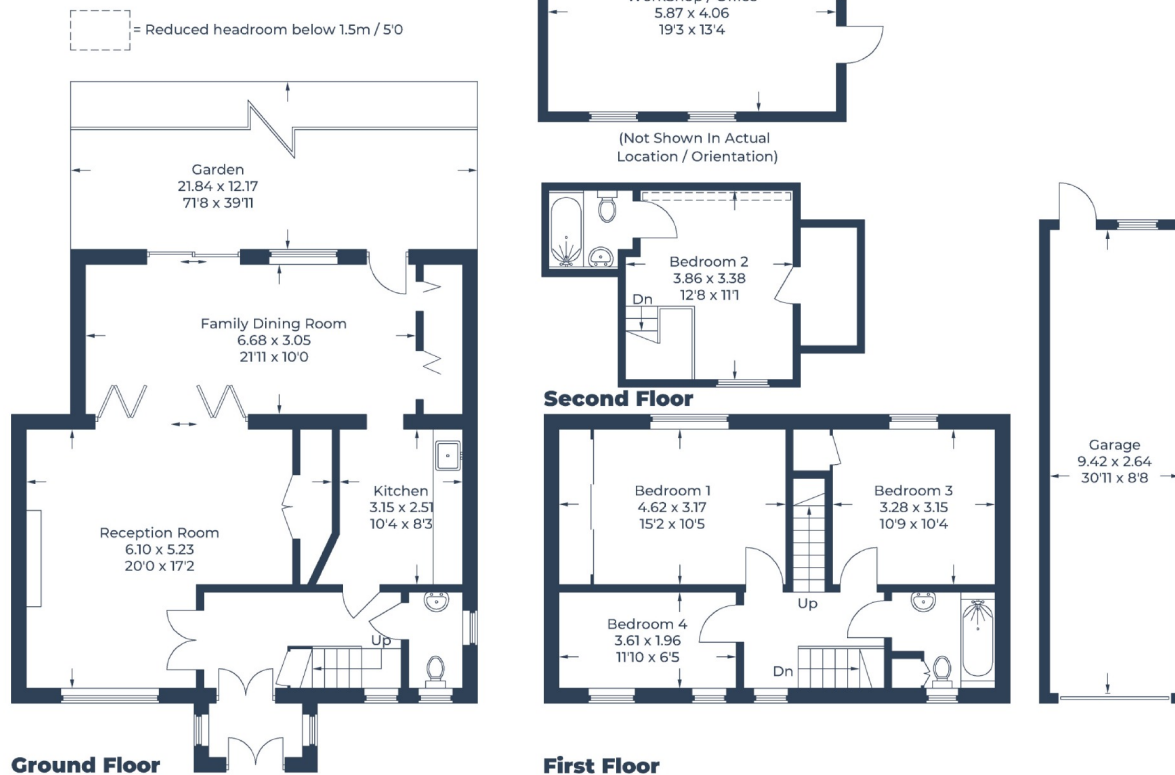 = Reduced headroom below 1.5m / 5'0
5.87 x 4.06
19'3 x 13'4
(Not Shown In Actual
Location / Orientation)
Garden
21.84 x 12.17
71'8 x 39'11
Family Dining Room
6.68 x 3.05
21'11 x 10'0
Reception Room
6.10 x 5.23
20'0 x 17'2
Kitchen
3.15 x 2.51
10'4 x 8'3
Up
Ground Floor
Bedroom 2
3.86 x 3.38
12'8 x 11'1
Dn
Second Floor
Bedroom 1
4.62 x 3.17
15'2 x 10'5
Bedroom 3
3.28 x 3.15
10'9 x 10'4
Up
Bedroom 4
3.61 x 1.96
11'10 x 6'5
Dn
First Floor
Garage
9.42 x 2.64
30'11 x 8'8